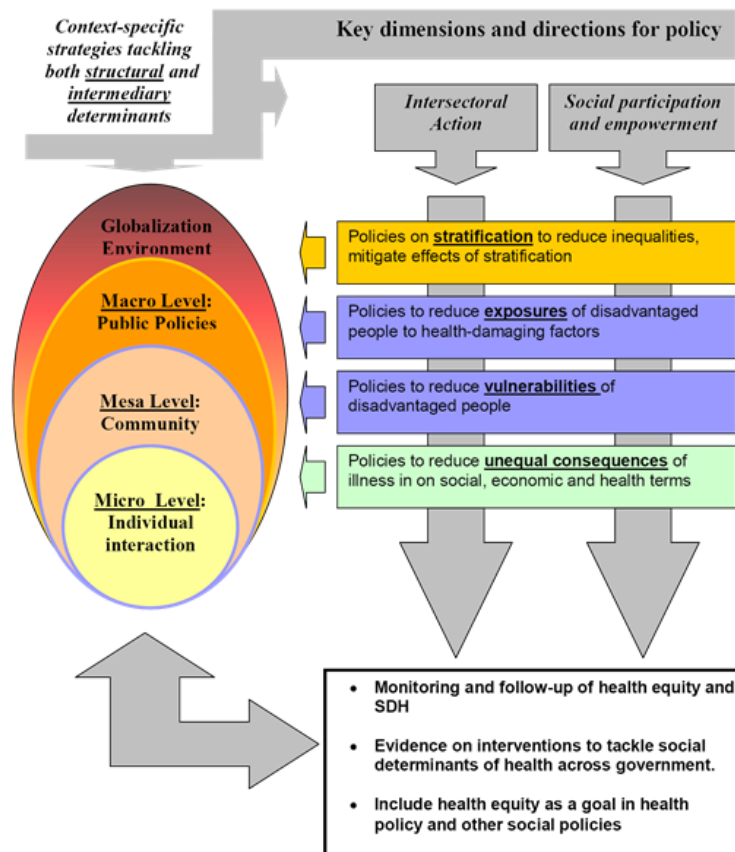 Context-specific
strategies tackling
both structural and
intermediary
determinants
Key dimensions and directions for policy
Intersectoral
Action
Social participation
and empowerment
Globalization
Environment
Macro Level:
Public Policies
Mesa Level:
Community
Micro Level:
Individual
interaction
Policies on stratification to reduce inequalities,
mitigate effects of stratification
Policies to reduce exposures of disadvantaged
people to health-damaging factors
Policies to reduce vulnerabilities of
disadvantaged people
Policies to reduce unequal consequences of
illness in on social, economic and health terms
• Monitoring and follow-up of health equity and
SDH
• Evidence on interventions to tackle social
determinants of health across government.
• Include health equity as a goal in health
policy and other social policies